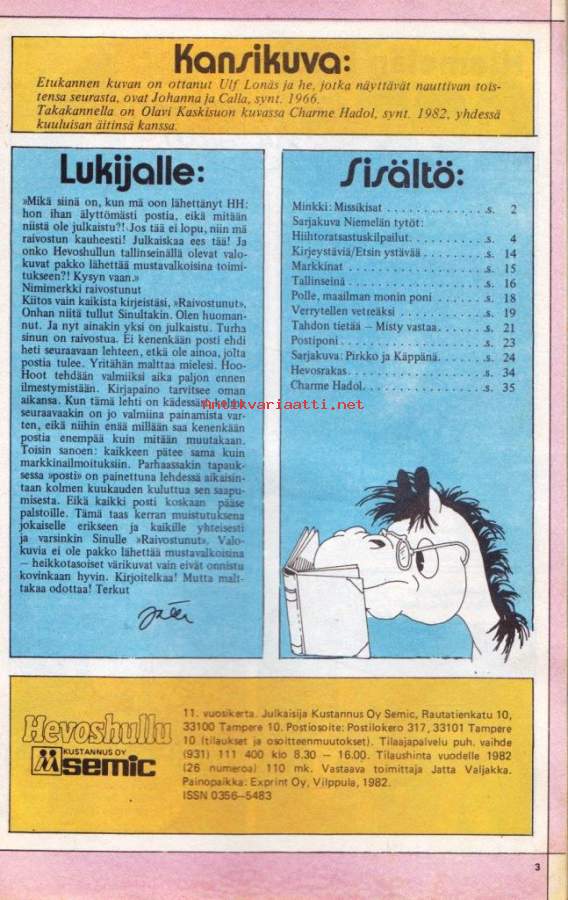 Kansikuva:
Etukannen kuvan on ottanut Ulf Lonäs ja he, jotka näyttävät nauttivan tois-
tensa seurasta, ovat Johanna ja Calla, synt. 1966.
Takakannella on Olavi Kaskisuon kuvassa Charme Hadol, synt. 1982, yhdessä
kuuluisan äitinsä kanssa.
Lukijalle:
»Mikä siinä on, kun mä oon lähettänyt HH:
hon ihan älyttömästi postia, eikä mitään
niistä ole julkaistu?! Jos tää ei lopu, niin mä
raivostun kauheesti! Julkaiskaa ees tää! Ja
onko Hevoshullun tallinseinällä olevat valo-
kuvat pakko lähettää mustavalkoisina toimi-
tukseen?! Kysyn vaan.»
Nimimerkki raivostunut
Kiitos vain kaikista kirjeistäsi, »Raivostunut».
Onhan niitä tullut Sinultakin. Olen huoman-
nut. Ja nyt ainakin yksi on julkaistu. Turha
sinun on raivostua. Ei kenenkään posti ehdi
heti seuraavaan lehteen, etkä ole ainoa, jolta
postia tulee. Yritähän malttaa mielesi. Hoo-
Hoot tehdään valmiiksi aika paljon ennen
ilmestymistään. Kirjapaino tarvitsee oman
aikansa. Kun tämä lehti on kädessäsi, neljä
seuraavaakin on jo valmiina painamista var-
ten, eikä niihin enää millään saa kenenkään
postia enempää kuin mitään muutakaan.
Toisin sanoen: kaikkeen pätee sama kuin
markkinailmoituksiin. Parhaassakin tapauk-
sessa »posti» on painettuna lehdessä aikaisin-
taan kolmen kuukauden kuluttua sen saapu-
misesta. Eikä kaikki posti koskaan pääse
palstoille. Tämä taas kerran muistutuksena
jokaiselle erikseen ja kaikille yhteisesti
ja varsinkin Sinulle »Raivostunut». Valo-
kuvia ei ole pakko lähettää mustavalkoisina
— heikkotasoiset värikuvat vain eivät onnistu
kovinkaan hyvin. Kirjoitelkaa! Mutta malt-
takaa odottaa! Terkut
Sisältö:
Minkki: Missikisat . . . . . . . . . . . . . . .s. 2
Sarjakuva Niemelän tytöt:
Hiihtoratsastuskilpailut. . . . . . . . . . . .s. 4
Kirjeystäviä/Etsin ystävää . . . . . . . . . .s. 14
Markkinat . . . . . . . . . . . . . . . . . . .s. 15
Tallinseinä . . . . . . . . . . . . . . . . . .s. 16
Polle, maailman monin poni . . . . . . . .s. 18
Verrytellen vetreäksi . . . . . . . . . . . . .s. 19
Tahdon tietää — Misty vastaa. . . . . . . .s. 21
Postiponi . . . . . . . . . . . . . . . . . . .s. 23
Sarjakuva: Pirkko ja Käppänä. . . . . . . .s. 24
Hevosrakas. . . . . . . . . . . . . . . . . . .s. 34
Charme Hadol. . . . . . . . . . . . . . . . .s. 35
Antikvariaatti.net
Hevoshullu
KUSTANNUS OY
semic
11. vuosikerta. Julkaisija Kustannus Oy Semic, Rautatienkatu 10,
33100 Tampere 10. Postiosoite: Postilokero 317, 33101 Tampere
10 (tilaukset ja osoitteenmuutokset). Tilaajapalvelu puh. vaihde
(931) 111 400 klo 8.30 — 16.00. Tilaushinta vuodelle 1982
(26 numeroa) 110 mk. Vastaava toimittaja Jatta Valjakka.
Painopaikka: Exprint Oy, Vilppula, 1982.
ISSN 0356—5483
3